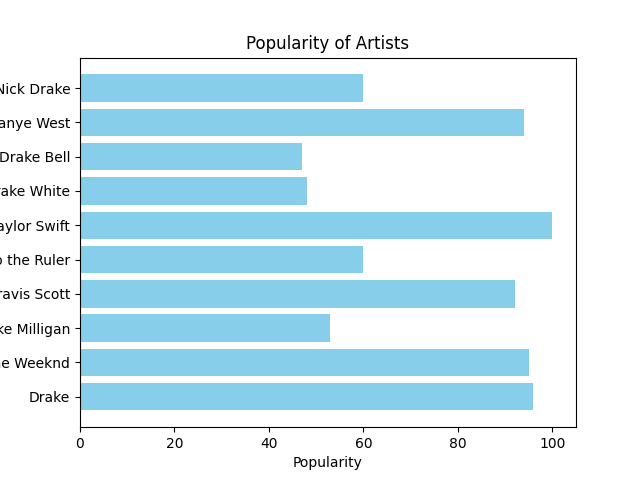 Popularity of Artists
Nick Drake
anye West
Drake Bell
rake White
aylor Swift
o the Ruler
ravis Scott
ke Milligan
e Weeknd
Drake
0 20 40 60 80 100
Popularity